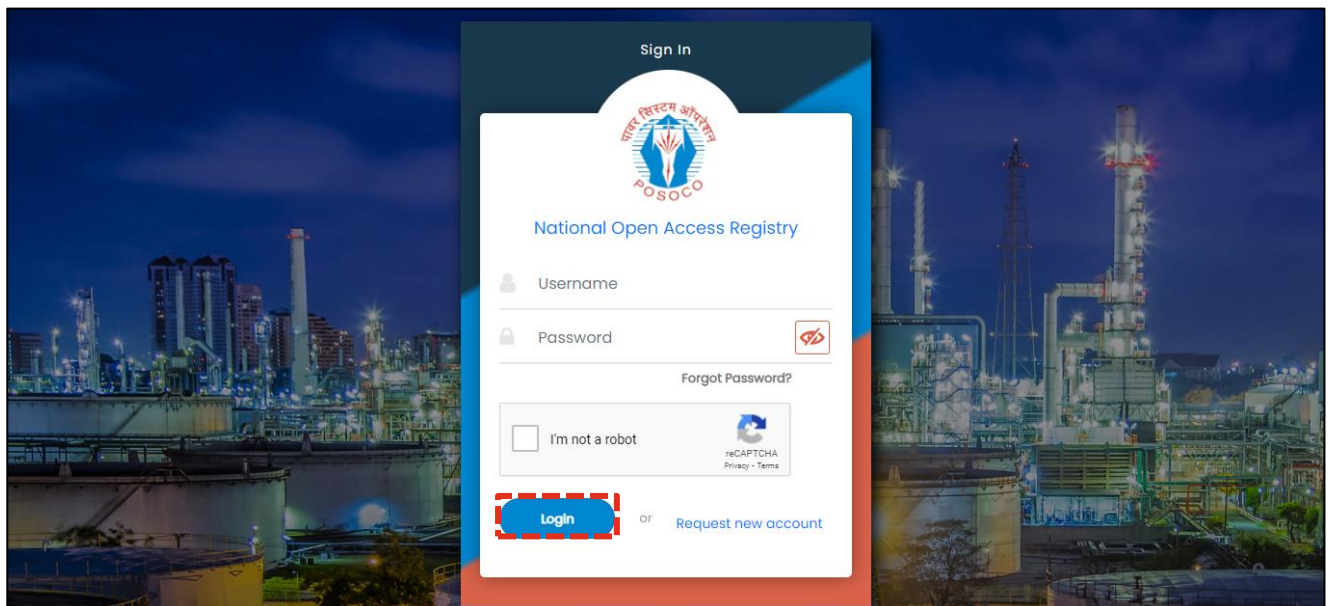 Sign In
पावर सिस्टम ऑपरेशन
POSOCO
National Open Access Registry
Username
Password
Forgot Password?
I'm not a robot
reCAPTCHA
Privacy - Terms
Login or Request new account